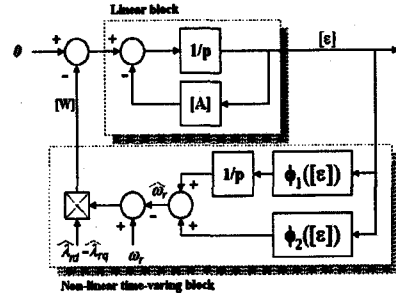 Linear block
0 + - + - 1/p [ε]
[A]
[W]
1/p ϕ₁([ε])
ϕ₂([ε])
+ + - +
ω̂ᵣ
λ̂rd - λ̂rq ωᵣ
Non-linear time-varing block